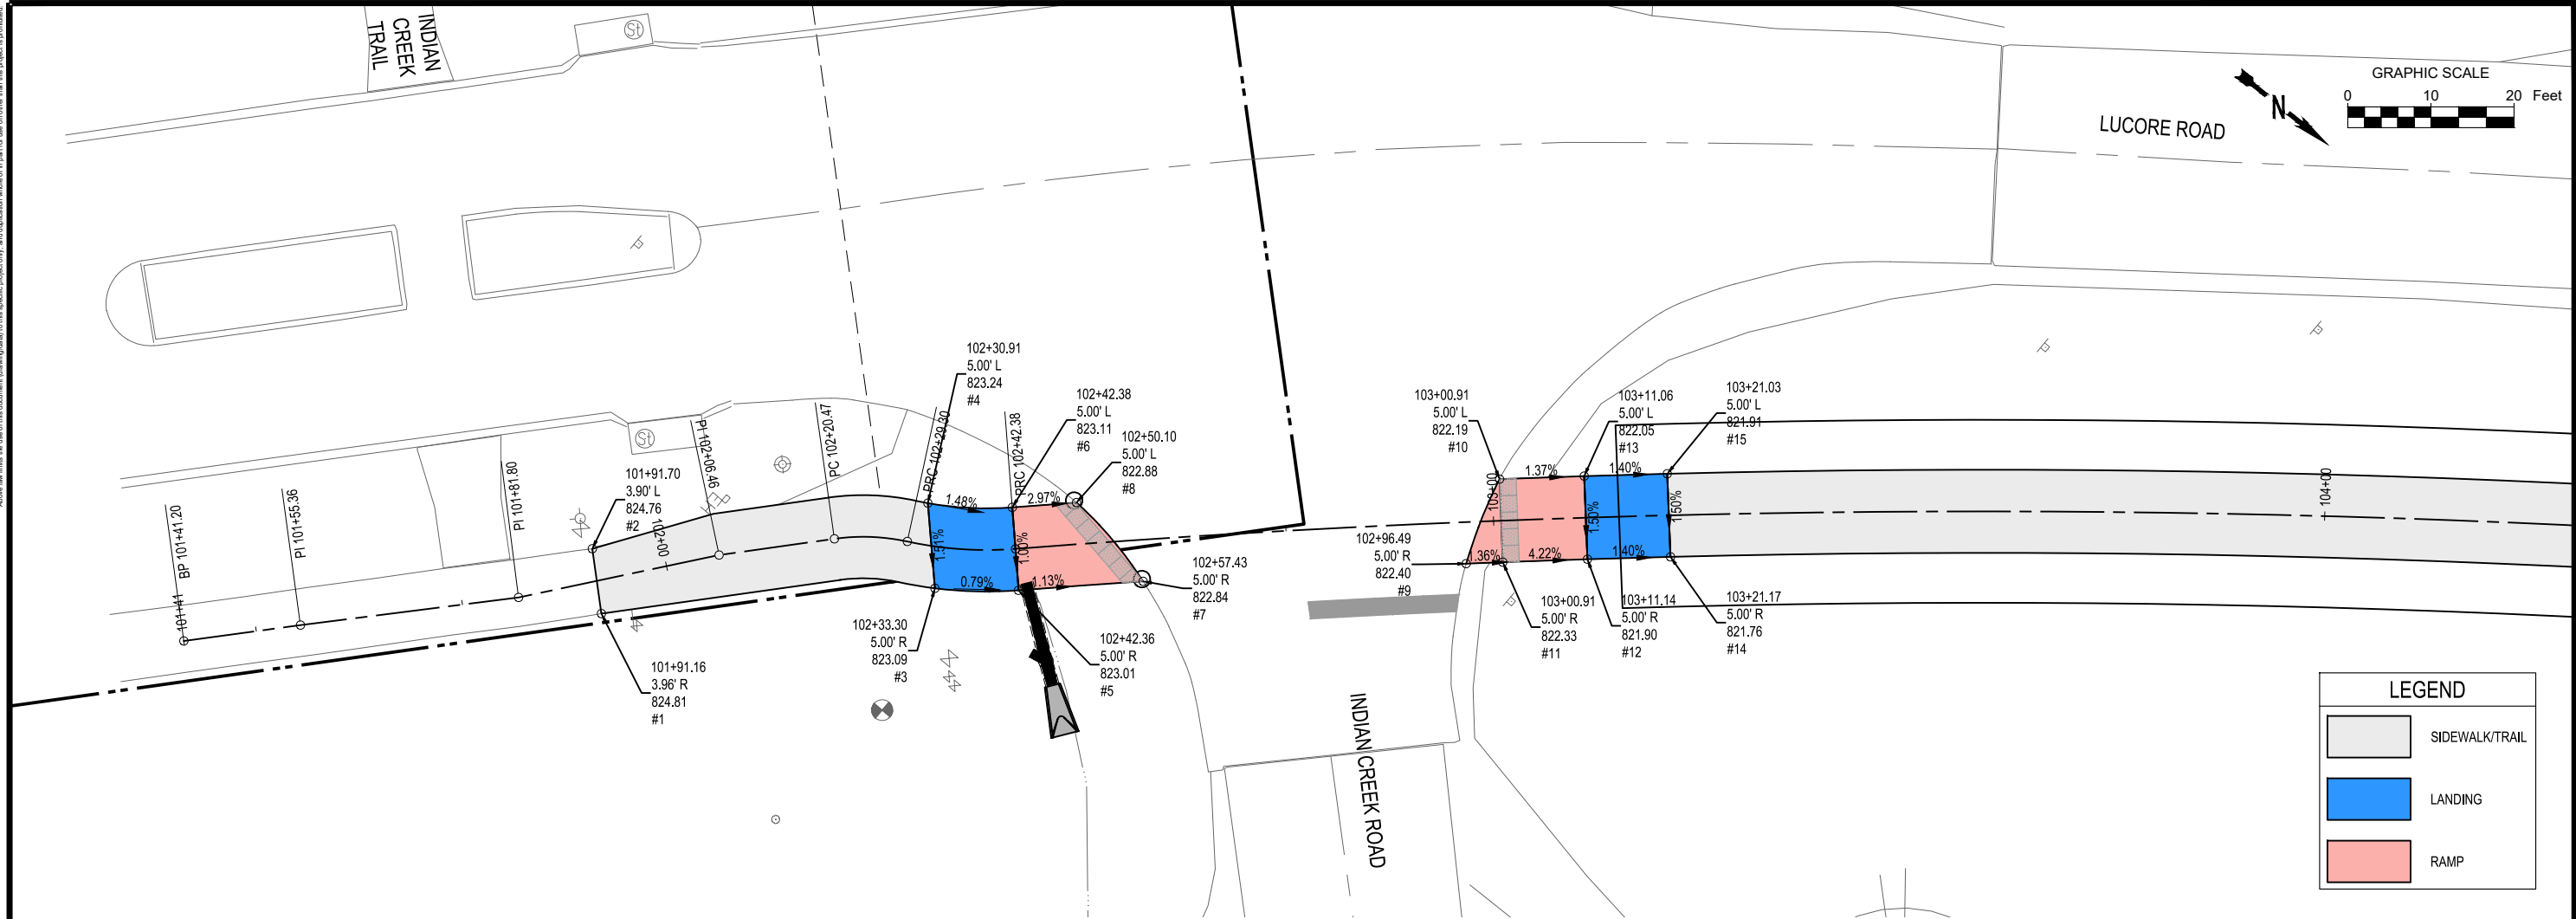 INDIAN
CREEK
TRAIL
St
GRAPHIC SCALE
0 10 20 Feet
N
LUCORE ROAD
102+30.91
5.00' L
823.24
#4
102+42.38
5.00' L
823.11
#6
102+50.10
5.00' L
822.88
#8
103+00.91
5.00' L
822.19
#10
103+11.06
5.00' L
822.05
#13
103+21.03
5.00' L
821.91
#15
St
101+91.70
3.90' L
824.76
#2
101+41
BP 101+41.20
PI 101+55.36
PI 101+81.80
102+00
PI 102+06.46
PC 102+20.47
PRC 102+29.30
PRC 102+42.38
1.48%
2.97%
1.51%
1.00%
0.79%
1.13%
103+00
1.37%
1.40%
1.50%
1.50%
1.36%
4.22%
1.40%
104+00
102+96.49
5.00' R
822.40
#9
102+57.43
5.00' R
822.84
#7
102+33.30
5.00' R
823.09
#3
102+42.36
5.00' R
823.01
#5
103+00.91
5.00' R
822.33
#11
103+11.14
5.00' R
821.90
#12
103+21.17
5.00' R
821.76
#14
101+91.16
3.96' R
824.81
#1
INDIAN CREEK ROAD
LEGEND
SIDEWALK/TRAIL
LANDING
RAMP